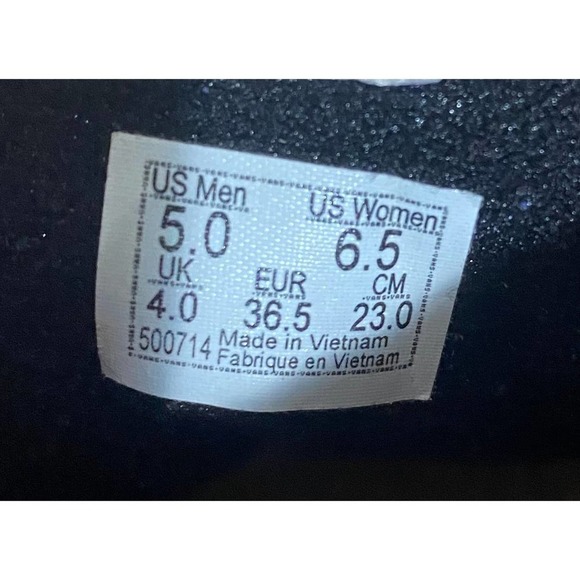 US Men US Women
5.0 6.5
UK EUR CM
4.0 36.5 23.0
500714 Made in Vietnam
Fabrique en Vietnam